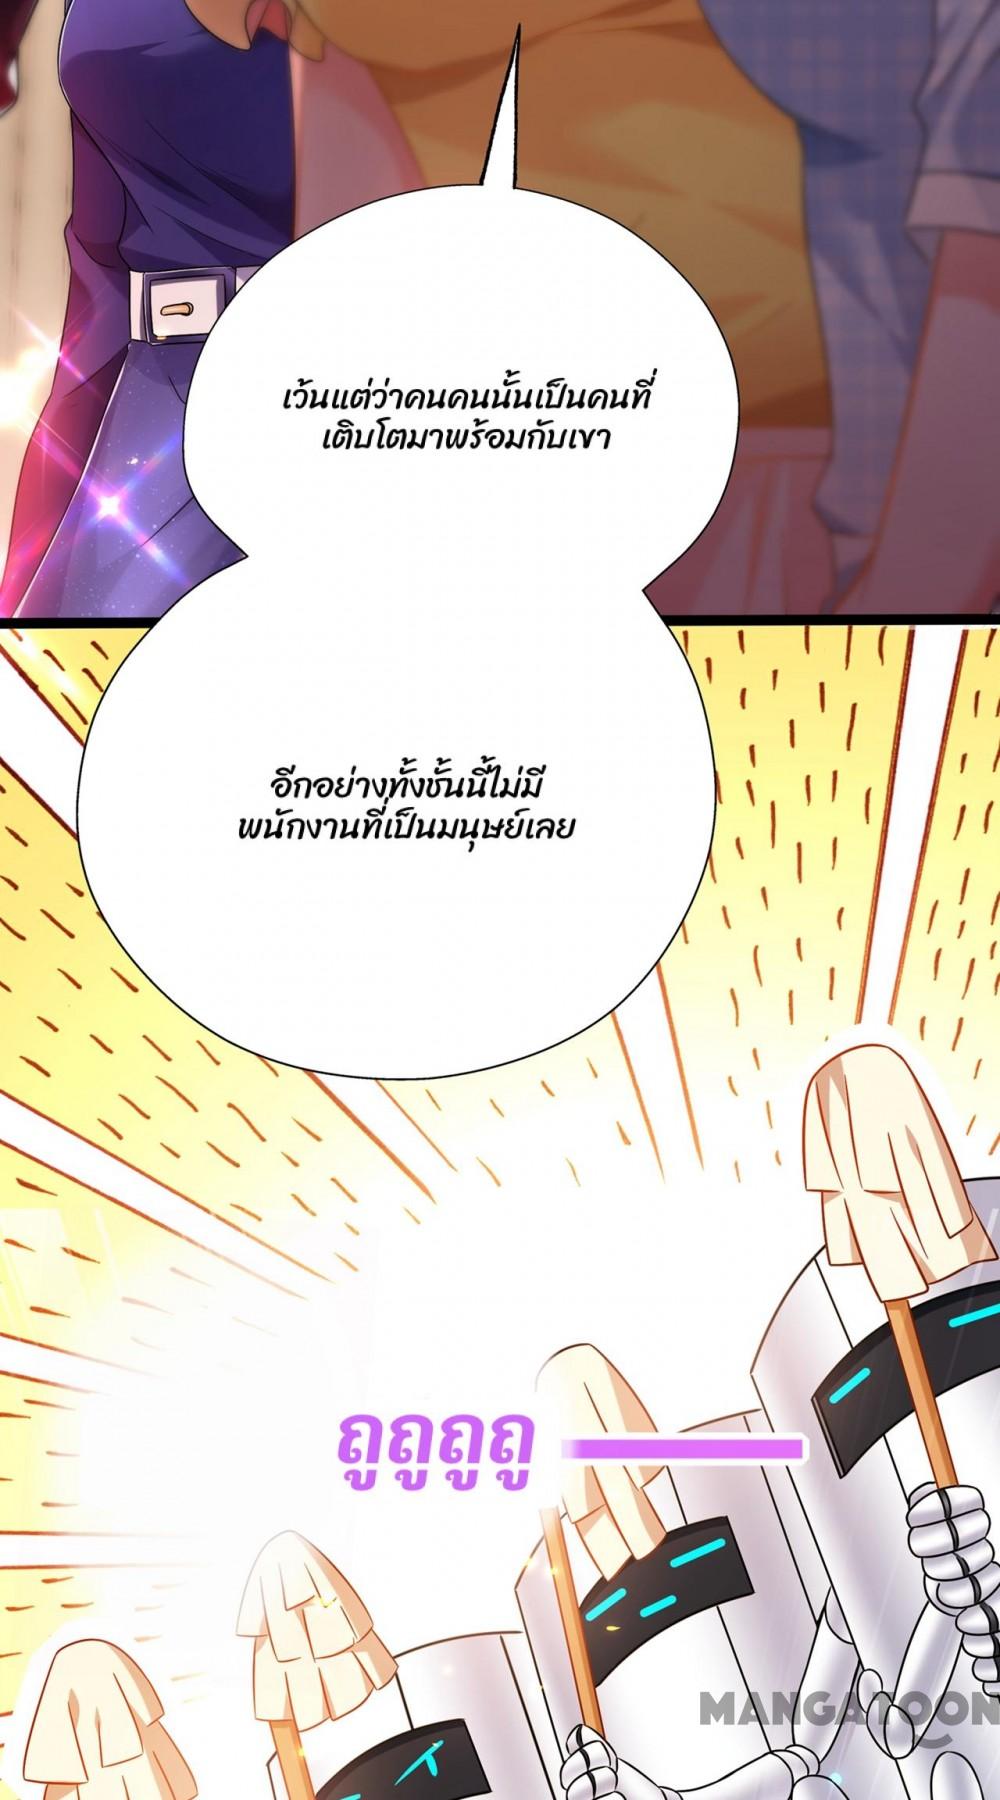 เว้นแต่ว่าคนคนนั้นเป็นคนที่
เติบโตมาพร้อมกับเขา
อีกอย่างทั้งชั้นนี้ไม่มี
พนักงานที่เป็นมนุษย์เลย
ถูถูถูถู
MANGATOON